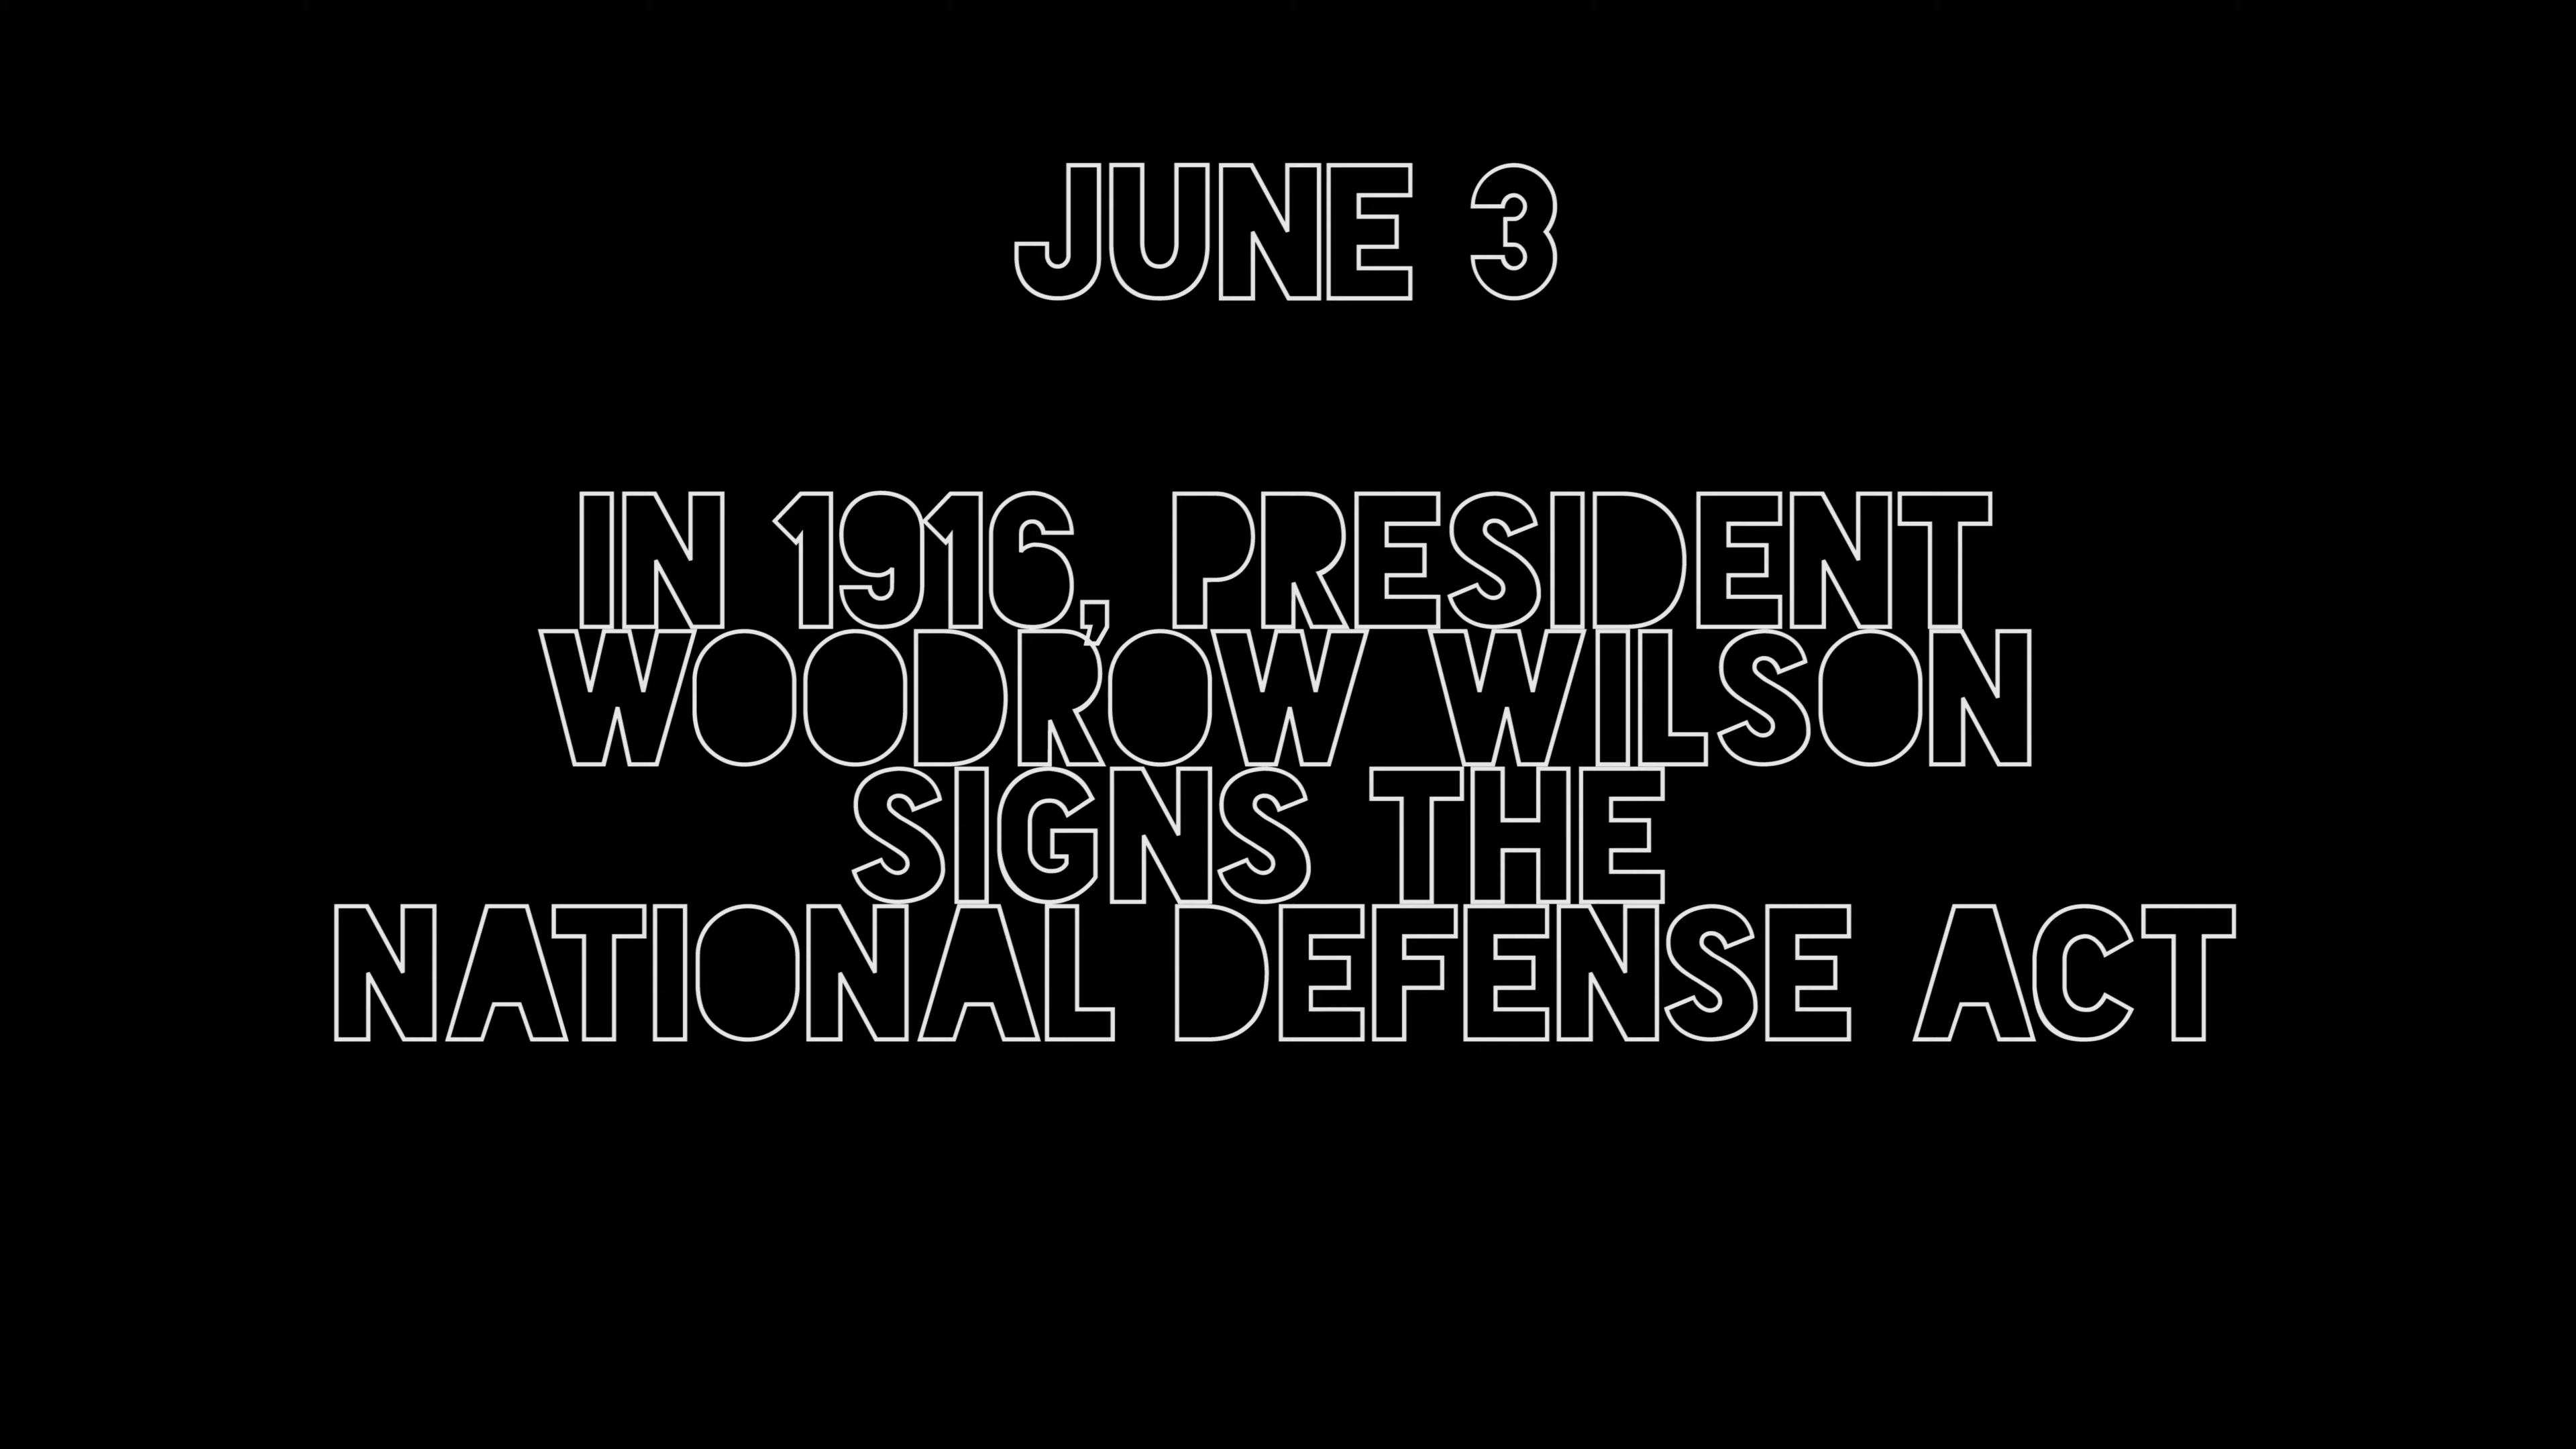 JUNE 3
IN 1916, PRESIDENT
WOODROW WILSON
SIGNS THE
NATIONAL DEFENSE ACT